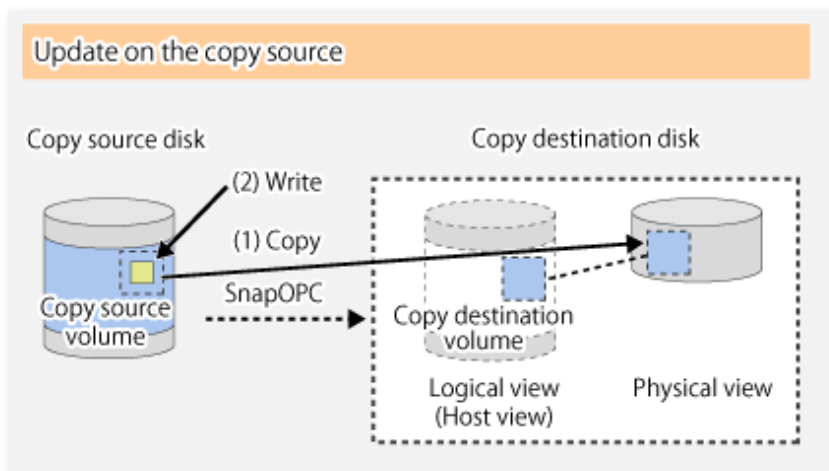 Update on the copy source
Copy source disk
Copy destination disk
(2) Write
(1) Copy
SnapOPC
Copy source
volume
Copy destination
volume
Logical view
(Host view)
Physical view